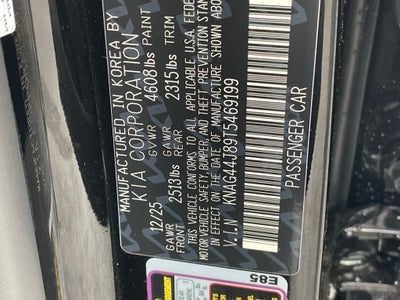 MANUFACTURED IN KOREA BY
KIA CORPORATION
12/25 GVWR 4608lbs PAINT
GAWR FRONT 2513lbs GAWR REAR 2315lbs TRIM
THIS VEHICLE CONFORMS TO ALL APPLICABLE U.S.A. FEDE
MOTOR VEHICLE SAFETY,BUMPER, AND THEFT PREVENTION STAN
IN EFFECT ON THE DATE OF MANUFACTURE SHOWN ABOV
V.I.N : KNAG44J89T5469199
PASSENGER CAR
E85